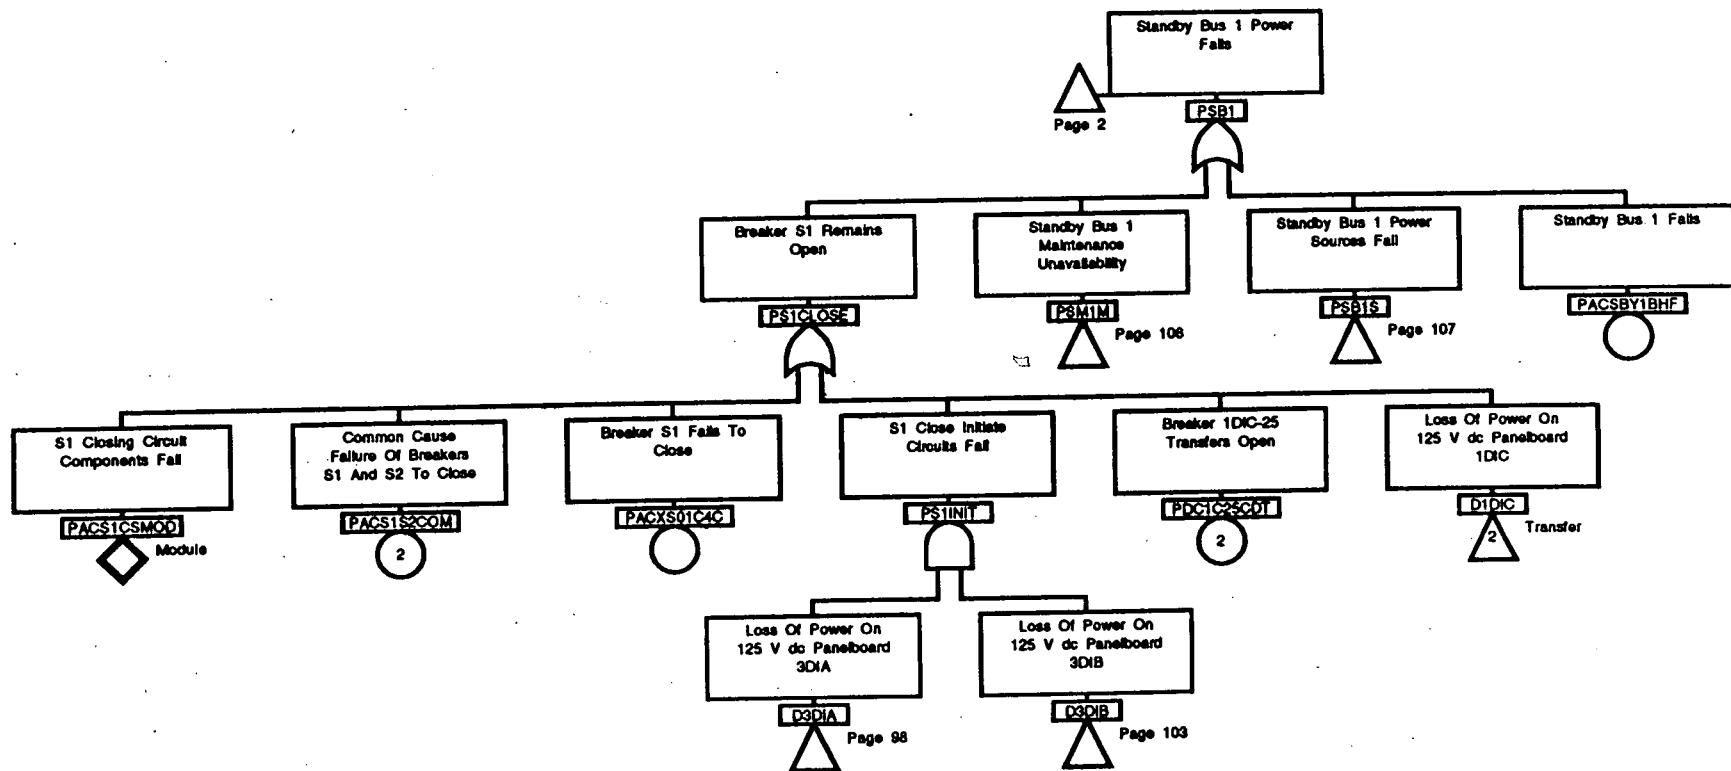 Standby Bus 1 Power
Fails
Page 2
PSB1
Breaker S1 Remains
Open
PS1CLOSE
Standby Bus 1
Maintenance
Unavailability
PSM1M
Page 106
Standby Bus 1 Power
Sources Fail
PSB1S
Page 107
Standby Bus 1 Fails
PACSBY1BHF
S1 Closing Circuit
Components Fail
PACS1CSMOD
Module
Common Cause
Failure Of Breakers
S1 And S2 To Close
PACS1S2COM
2
Breaker S1 Fails To
Close
PACXS01C4C
S1 Close Initiate
Circuits Fail
PS1INIT
Breaker 1DIC-25
Transfers Open
PDC1C25CDT
2
Loss Of Power On
125 V dc Panelboard
1DIC
D1DIC
2
Transfer
Loss Of Power On
125 V dc Panelboard
3DIA
D3DIA
Page 98
Loss Of Power On
125 V dc Panelboard
3DIB
D3DIB
Page 103